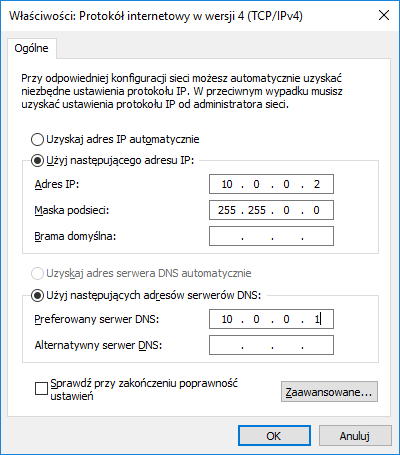 Właściwości: Protokół internetowy w wersji 4 (TCP/IPv4)
Ogólne
Przy odpowiedniej konfiguracji sieci możesz automatycznie uzyskać
niezbędne ustawienia protokołu IP. W przeciwnym wypadku musisz
uzyskać ustawienia protokołu IP od administratora sieci.
Uzyskaj adres IP automatycznie
Użyj następującego adresu IP:
Adres IP: 10 . 0 . 0 . 2
Maska podsieci: 255 . 255 . 0 . 0
Brama domyślna: . . .
Uzyskaj adres serwera DNS automatycznie
Użyj następujących adresów serwerów DNS:
Preferowany serwer DNS: 10 . 0 . 0 . 1
Alternatywny serwer DNS: . . .
Sprawdź przy zakończeniu poprawność
ustawień
Zaawansowane...
OK Anuluj